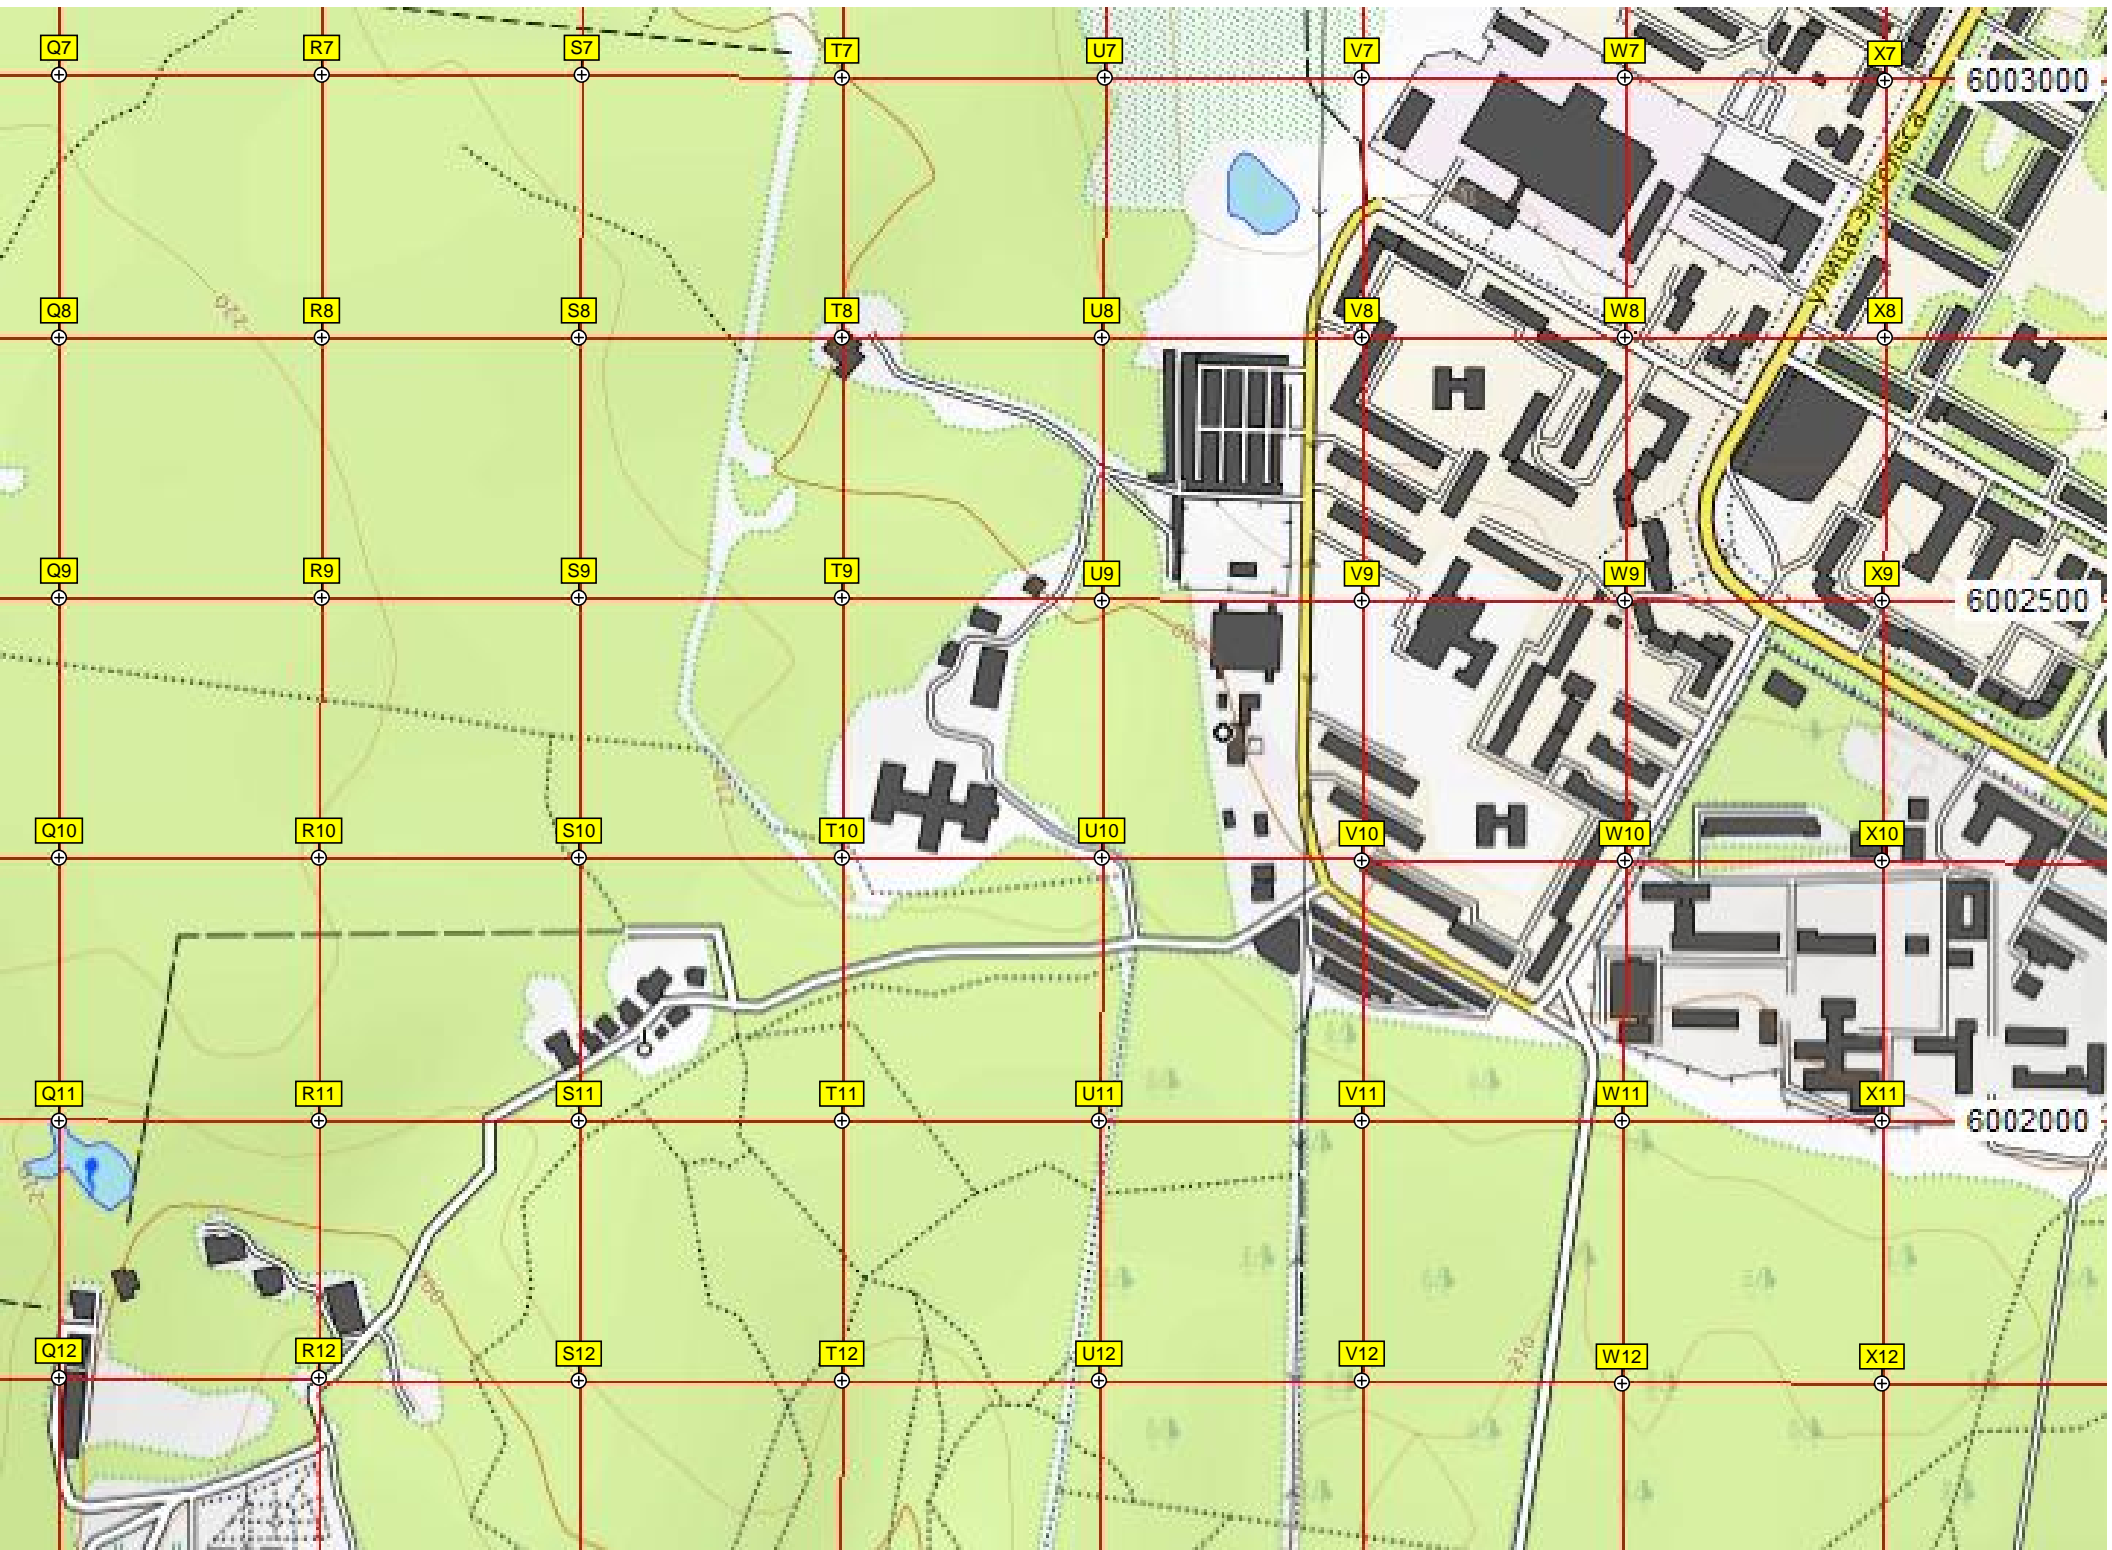 Q7 R7 S7 T7 U7 V7 W7 X7
6003000
улица Энгельса
Q8 R8 S8 T8 U8 V8 W8 X8
220
Q9 R9 S9 T9 U9 V9 W9 X9
6002500
Q10 R10 S10 T10 U10 V10 W10 X10
Q11 R11 S11 T11 U11 V11 W11 X11
6002000
Q12 R12 S12 T12 U12 V12 W12 X12
210